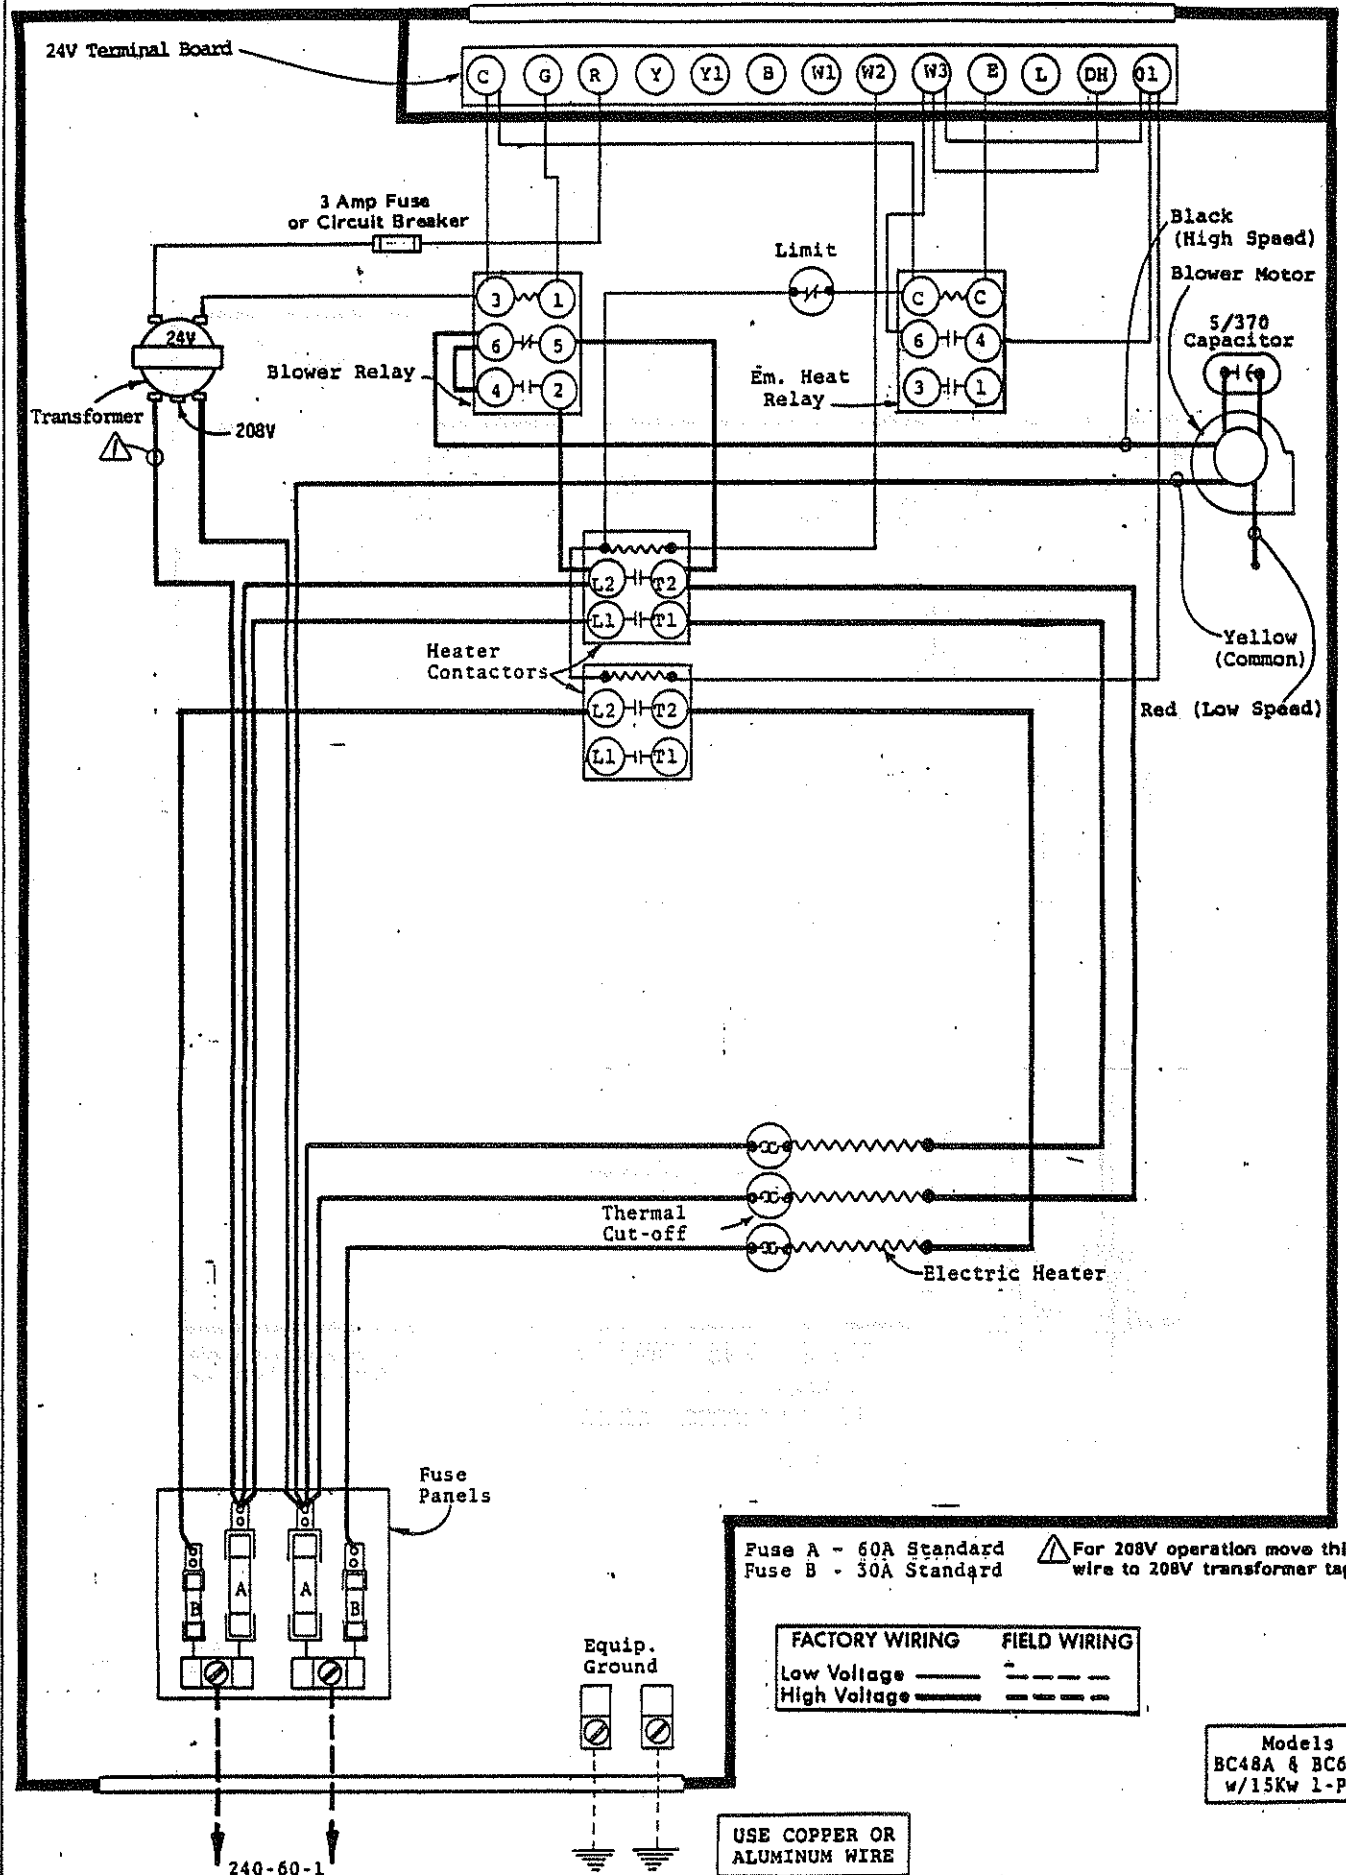 24V Terminal Board
C G R Y Y1 B W1 W2 W3 E L DH 01
3 Amp Fuse
or Circuit Breaker
Limit
Black
(High Speed)
Blower Motor
5/370
Capacitor
24V
Transformer
208V
Blower Relay
3 1
6 5
4 2
Em. Heat
Relay
C C
6 4
3 1
L2 T2
L1 T1
Heater
Contactors
L2 T2
L1 T1
Yellow
(Common)
Red (Low Speed)
Thermal
Cut-off
Electric Heater
Fuse
Panels
B A A B
Fuse A - 60A Standard
Fuse B - 30A Standard
For 208V operation move thi
wire to 208V transformer ta
Equip.
Ground
FACTORY WIRING FIELD WIRING
Low Voltage
High Voltage
Models
BC48A & BC6
w/15Kw 1-P
USE COPPER OR
ALUMINUM WIRE
240-60-1